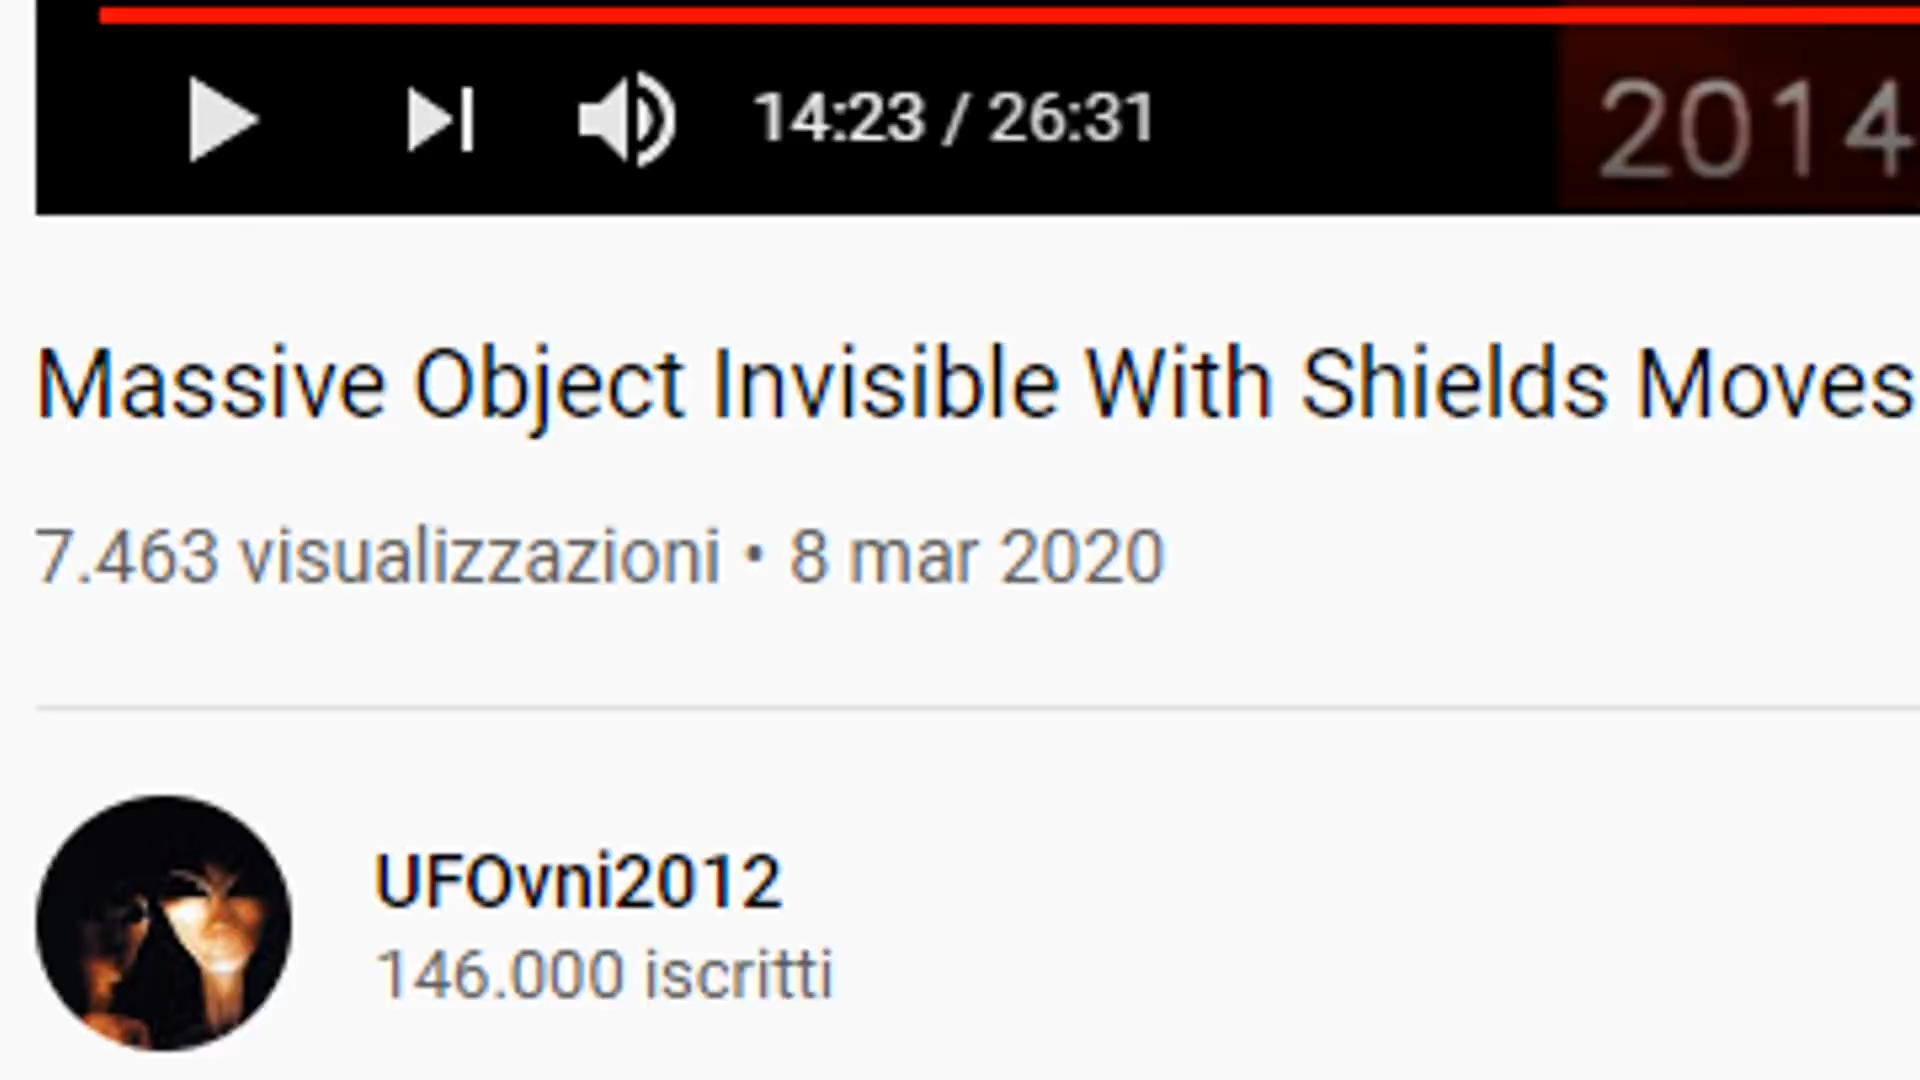 14:23 / 26:31
2014
Massive Object Invisible With Shields Moves
7.463 visualizzazioni • 8 mar 2020
UFOvni2012
146.000 iscritti